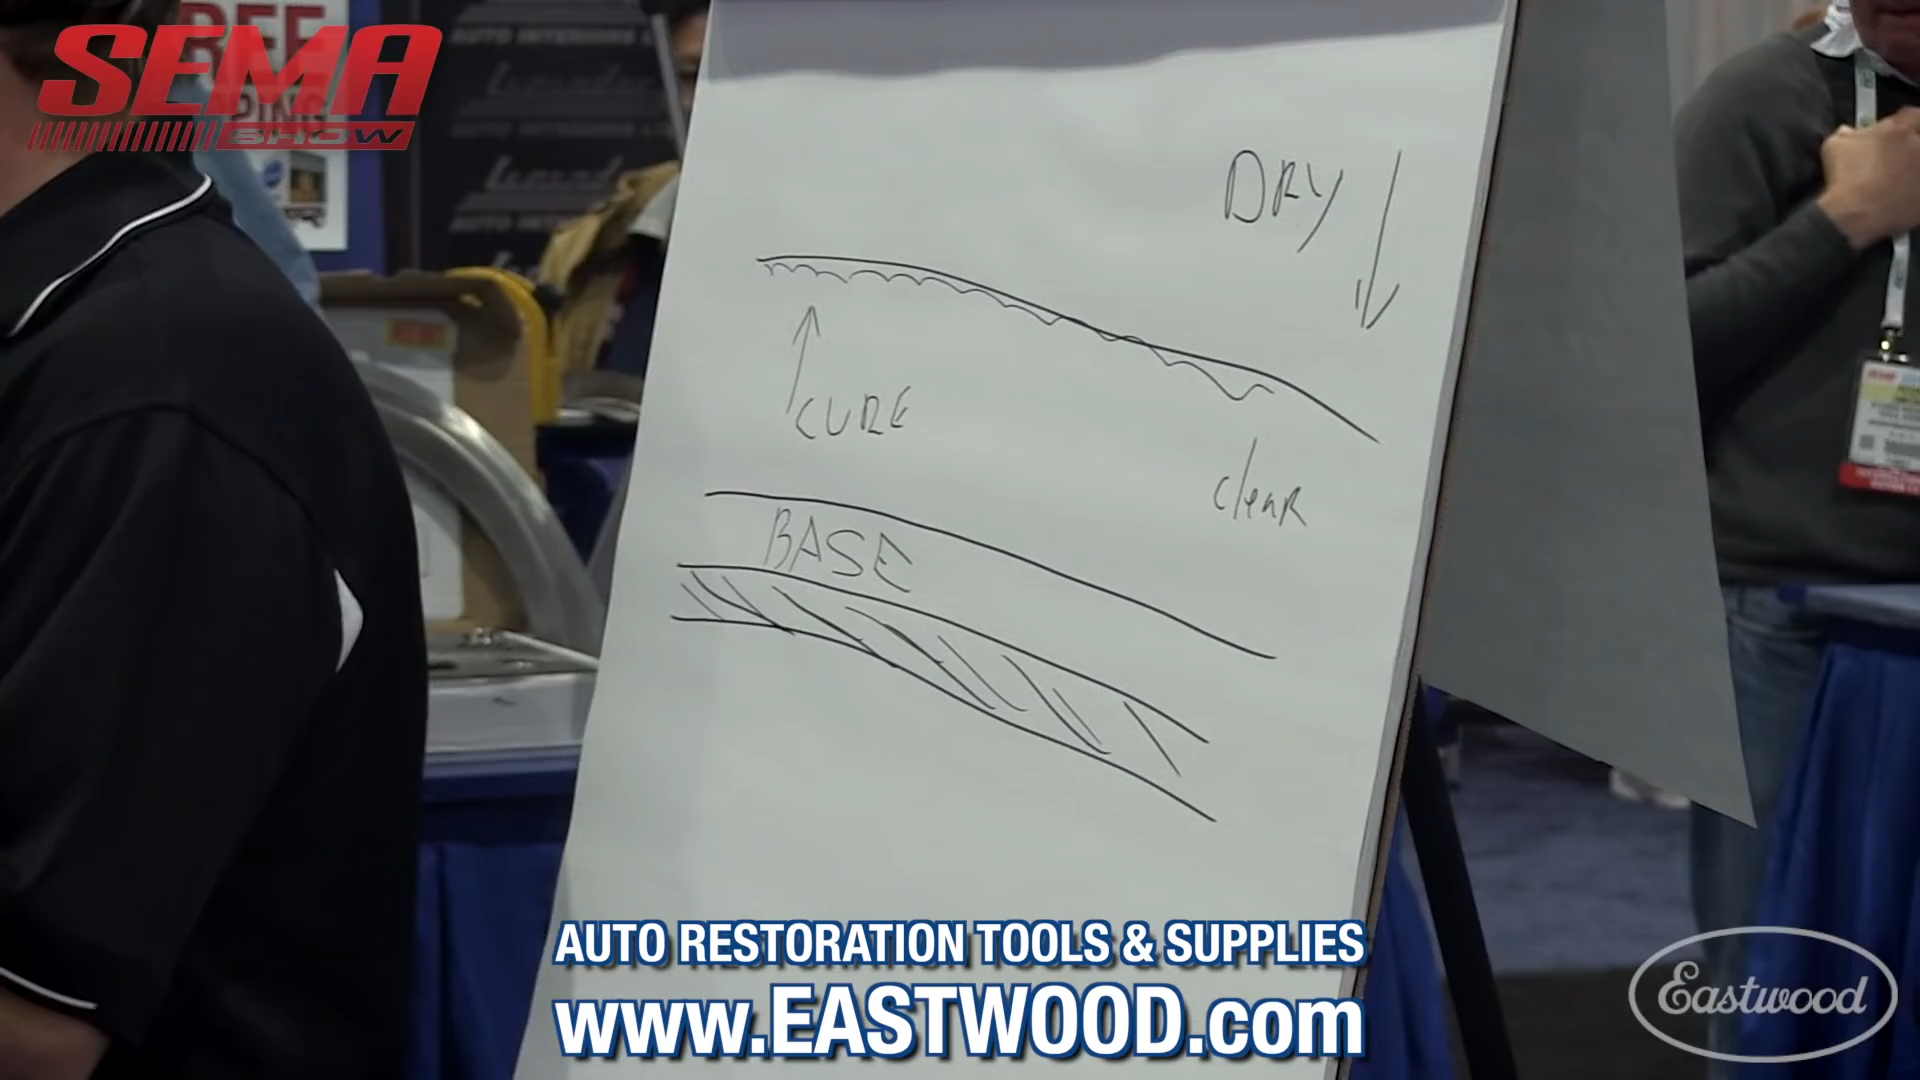 SEMA
SHOW
DRY
CURE
clear
BASE
AUTO RESTORATION TOOLS & SUPPLIES
www.EASTWOOD.com
Eastwood